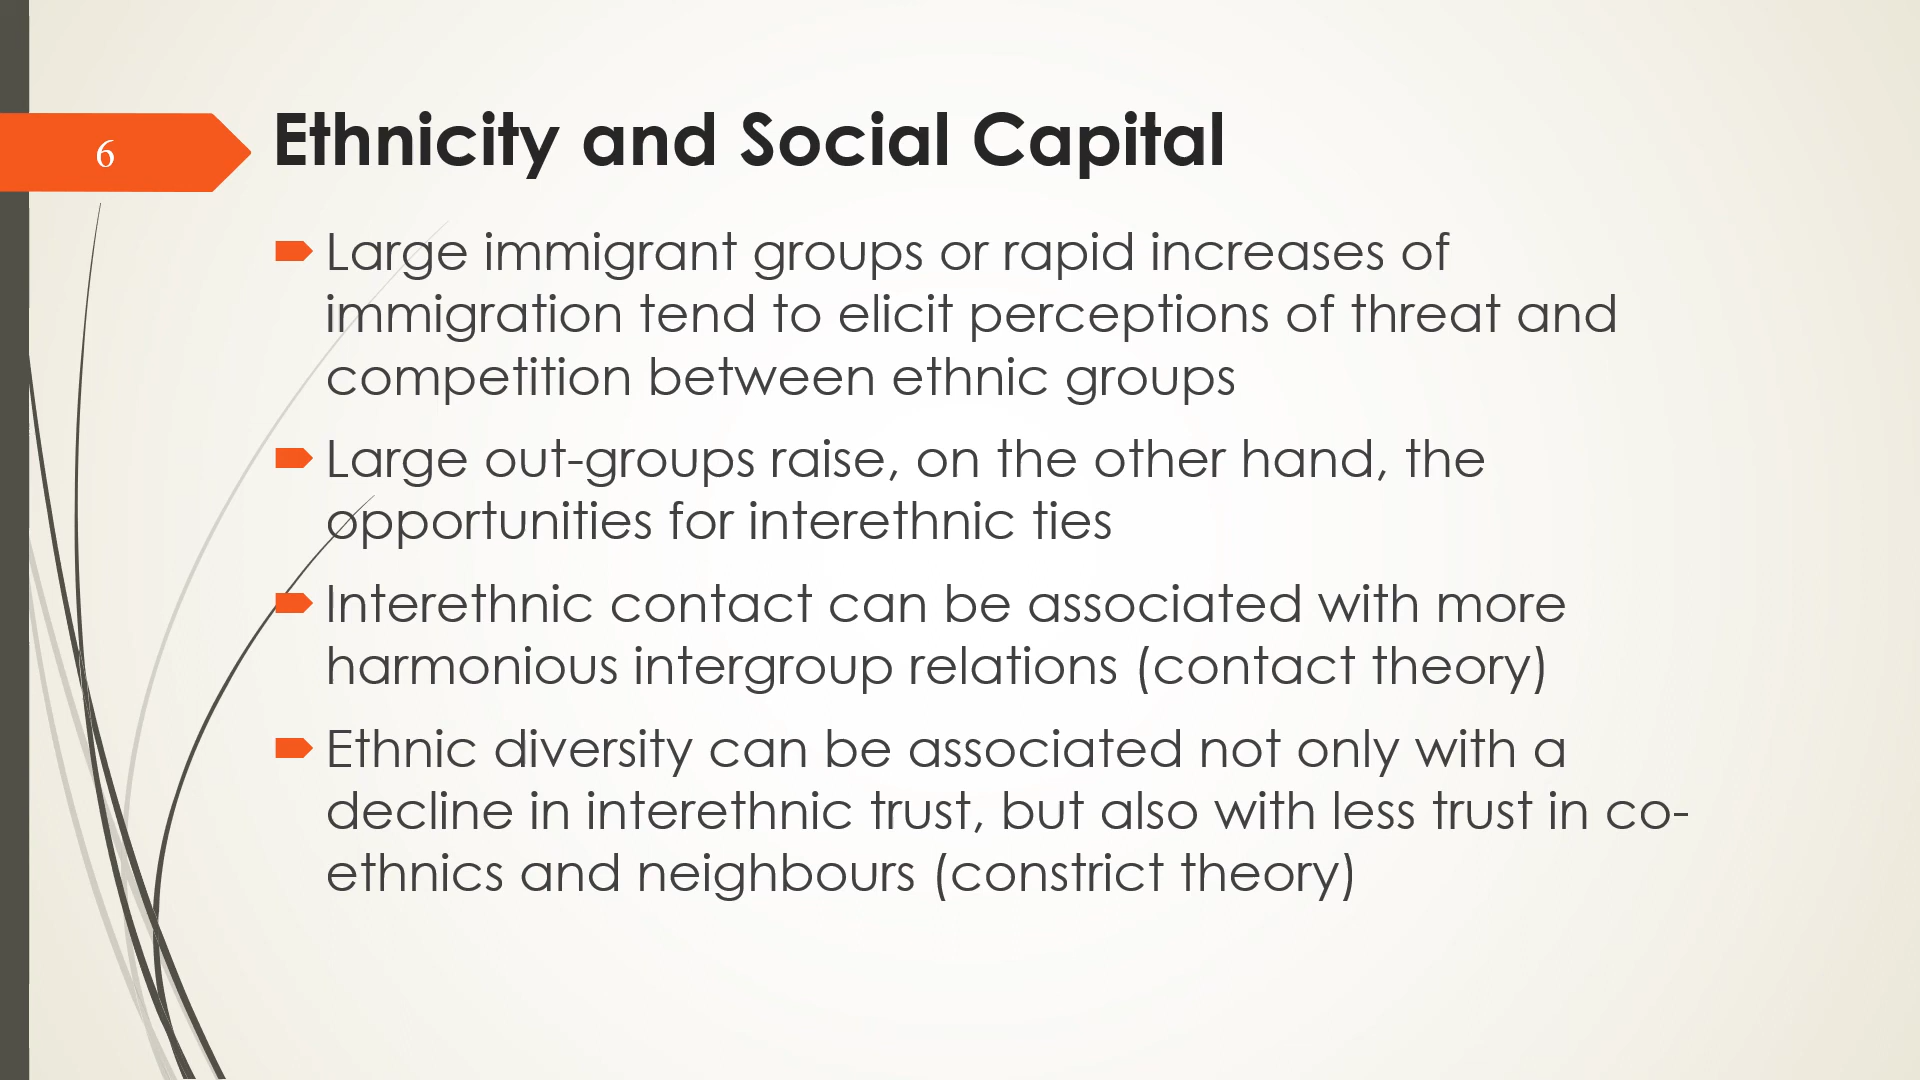 6
Ethnicity and Social Capital
Large immigrant groups or rapid increases of
immigration tend to elicit perceptions of threat and
competition between ethnic groups
Large out-groups raise, on the other hand, the
opportunities for interethnic ties
Interethnic contact can be associated with more
harmonious intergroup relations (contact theory)
Ethnic diversity can be associated not only with a
decline in interethnic trust, but also with less trust in co-
ethnics and neighbours (constrict theory)